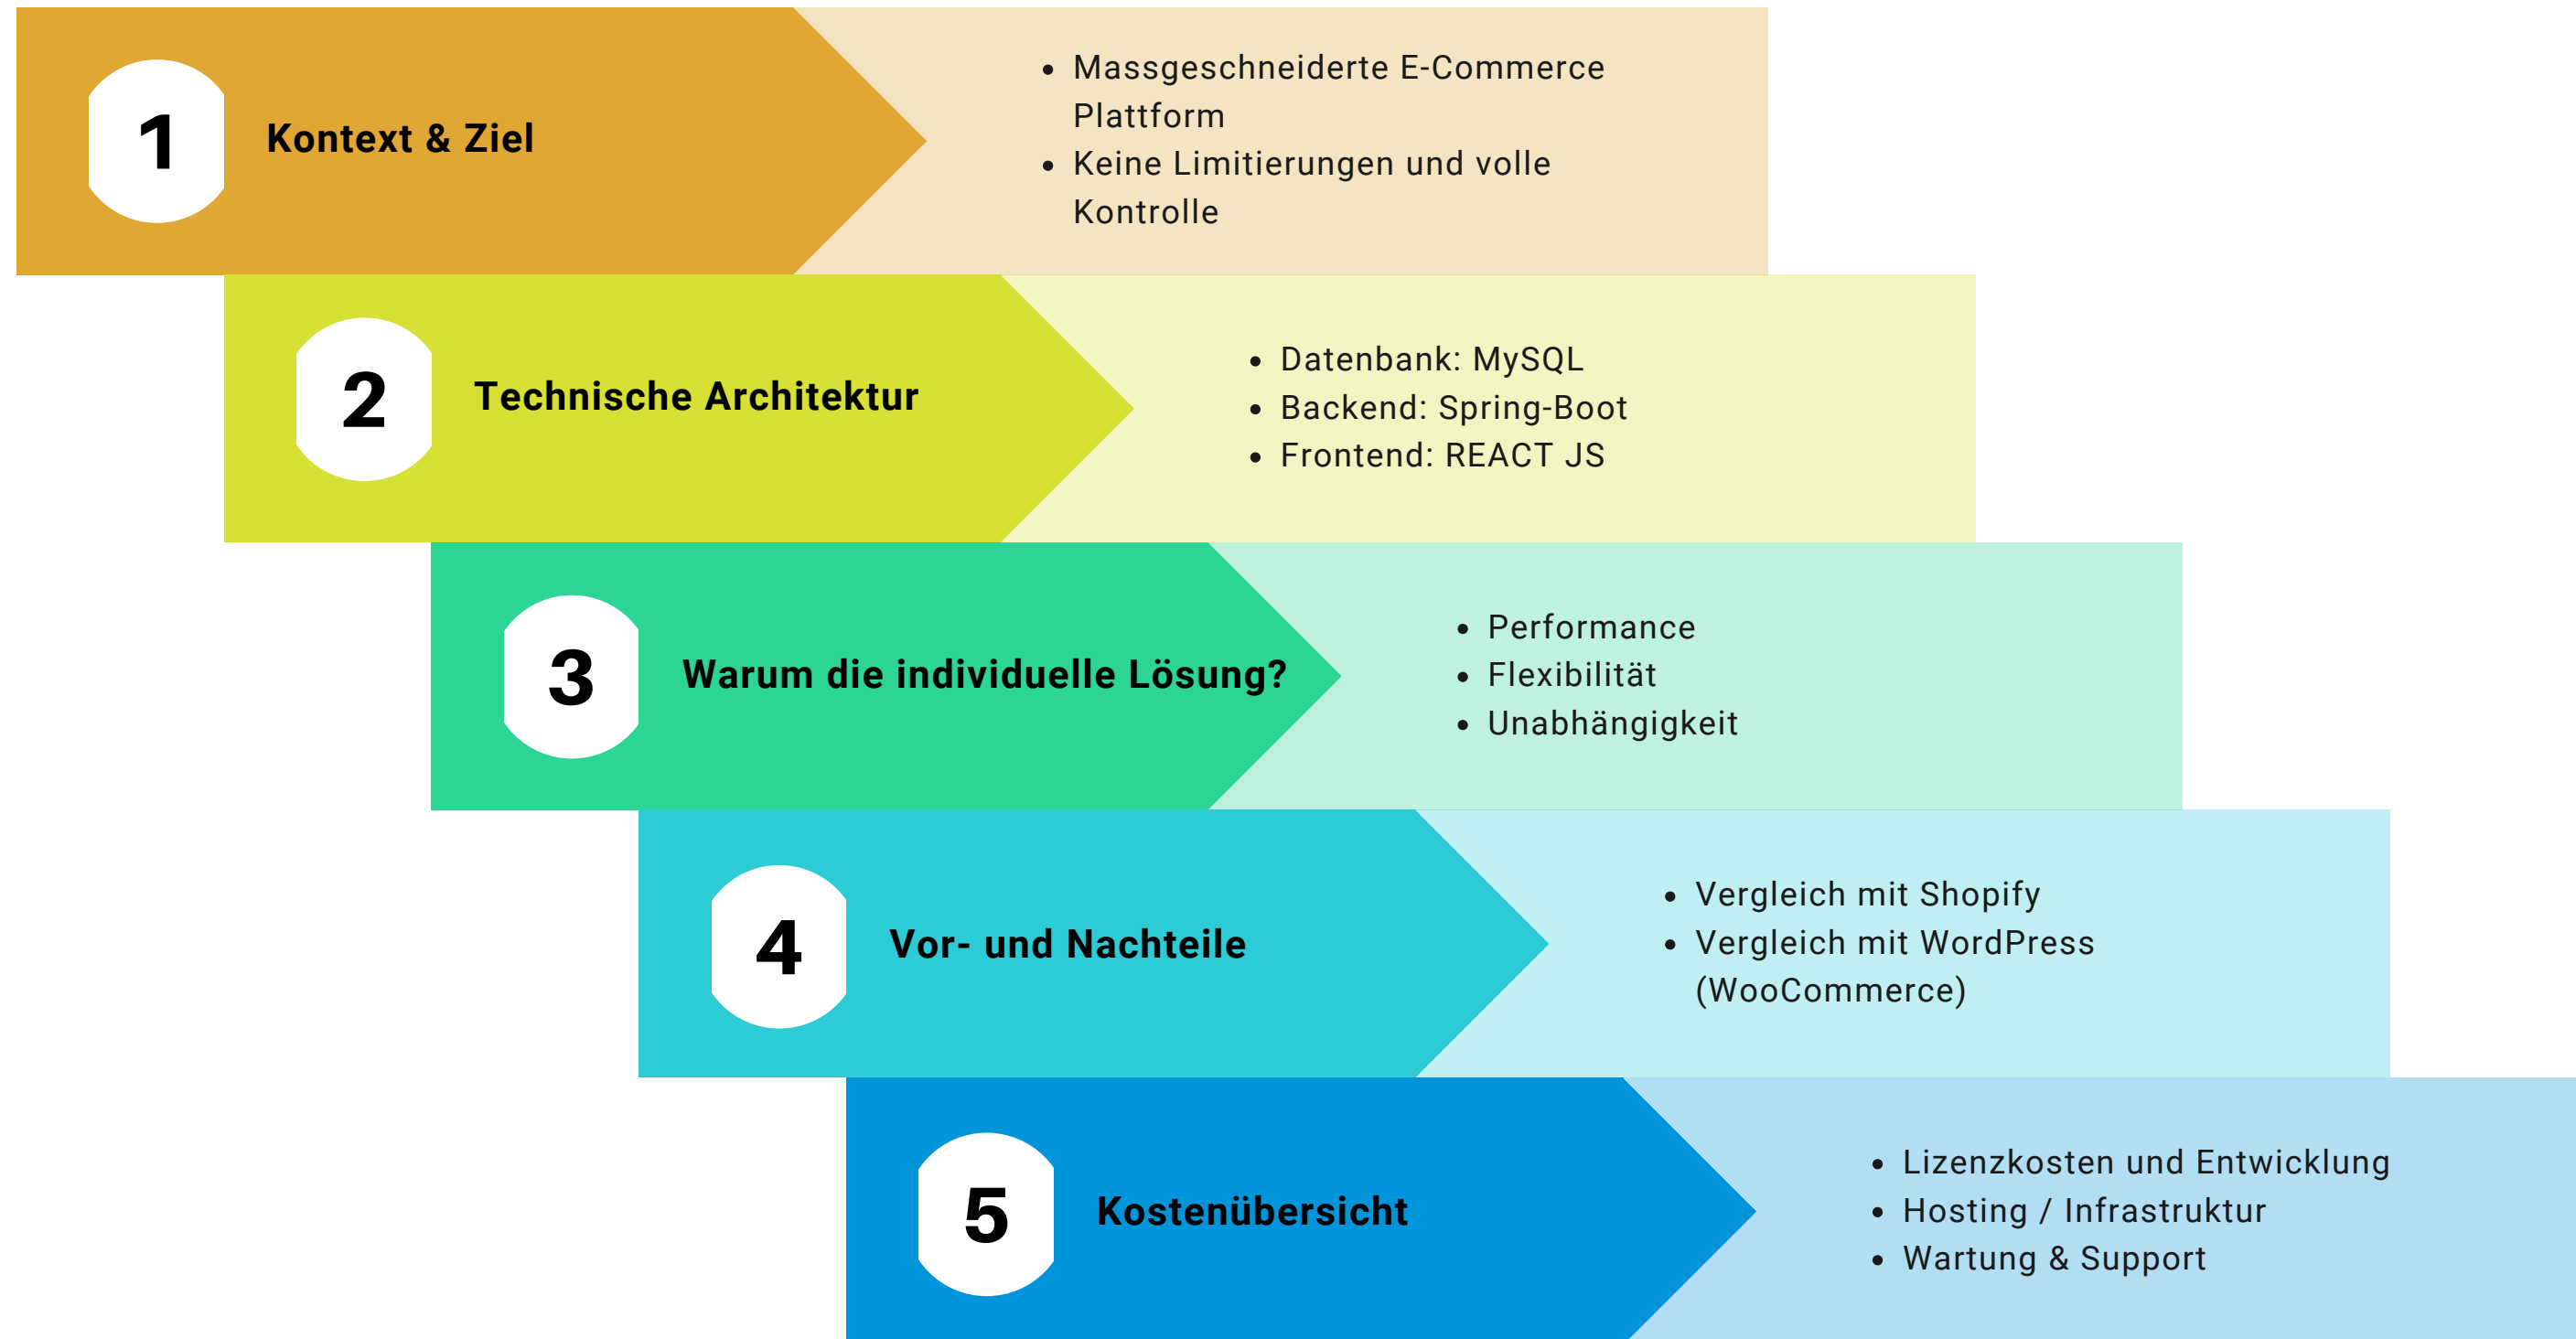 1
Kontext & Ziel
• Massgeschneiderte E-Commerce
Plattform
• Keine Limitierungen und volle
Kontrolle
2
Technische Architektur
• Datenbank: MySQL
• Backend: Spring-Boot
• Frontend: REACT JS
3
Warum die individuelle Lösung?
• Performance
• Flexibilität
• Unabhängigkeit
4
Vor- und Nachteile
• Vergleich mit Shopify
• Vergleich mit WordPress
(WooCommerce)
5
Kostenübersicht
• Lizenzkosten und Entwicklung
• Hosting / Infrastruktur
• Wartung & Support